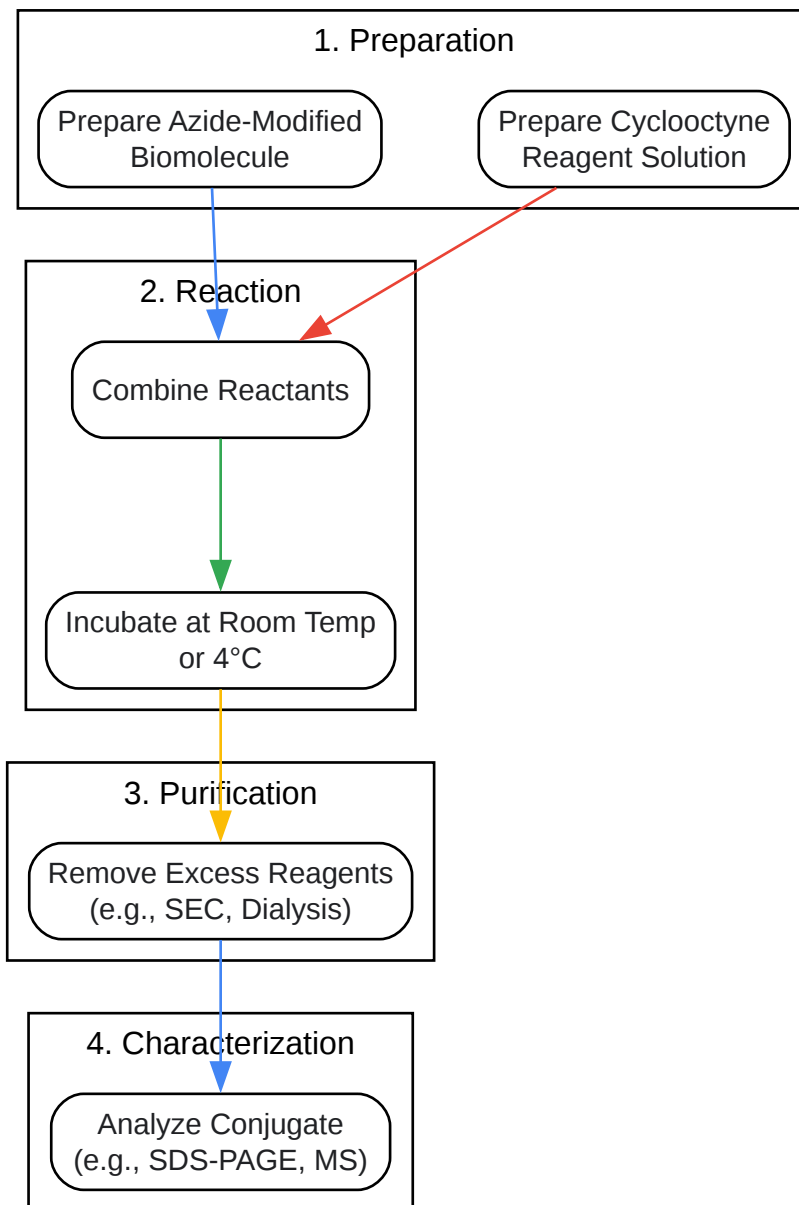 1. Preparation
Prepare Azide-Modified
Biomolecule
Prepare Cyclooctyne
Reagent Solution
2. Reaction
Combine Reactants
Incubate at Room Temp
or 4°C
3. Purification
Remove Excess Reagents
(e.g., SEC, Dialysis)
4. Characterization
Analyze Conjugate
(e.g., SDS-PAGE, MS)